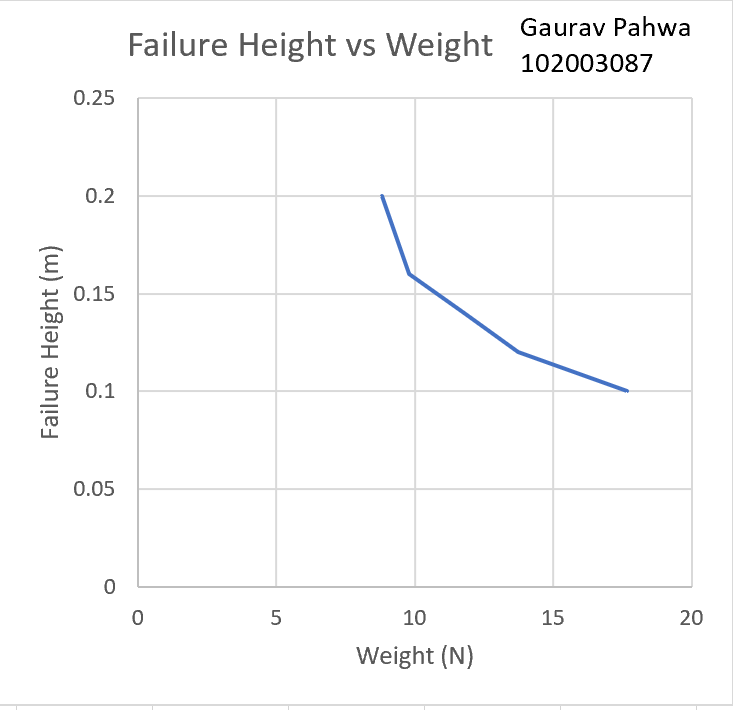 Failure Height vs Weight
Gaurav Pahwa
102003087
0.25
0.2
0.15
0.1
0.05
0
Failure Height (m)
0 5 10 15 20
Weight (N)